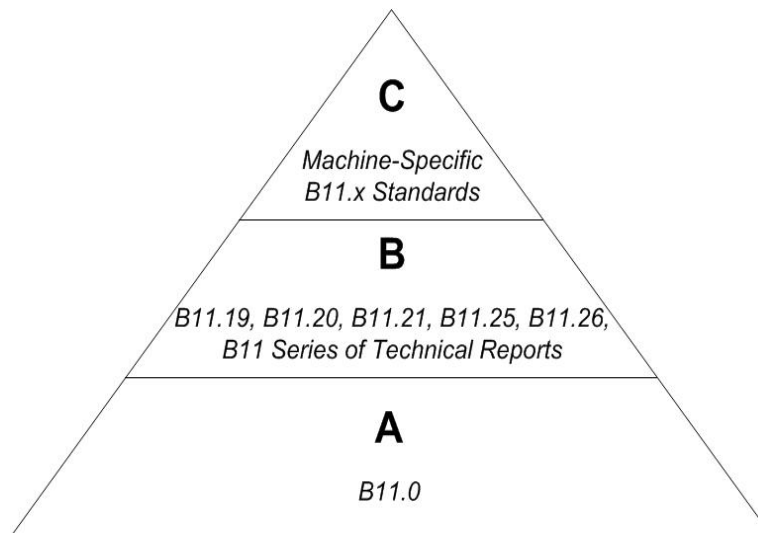 C
Machine-Specific
B11.x Standards
B
B11.19, B11.20, B11.21, B11.25, B11.26,
B11 Series of Technical Reports
A
B11.0